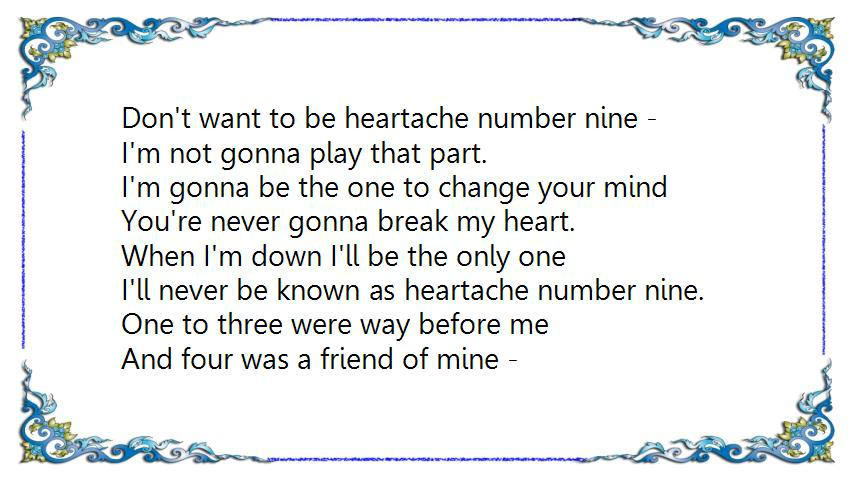 Don't want to be heartache number nine -
I'm not gonna play that part.
I'm gonna be the one to change your mind
You're never gonna break my heart.
When I'm down I'll be the only one
I'll never be known as heartache number nine.
One to three were way before me
And four was a friend of mine -